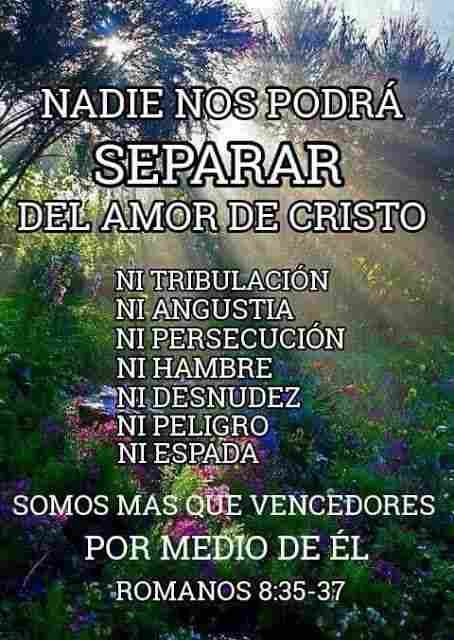 NADIE NOS PODRÁ
SEPARAR
DEL AMOR DE CRISTO
NI TRIBULACIÓN
NI ANGUSTIA
NI PERSECUCIÓN
NI HAMBRE
NI DESNUDEZ
NI PELIGRO
NI ESPADA
SOMOS MAS QUE VENCEDORES
POR MEDIO DE ÉL
ROMANOS 8:35-37